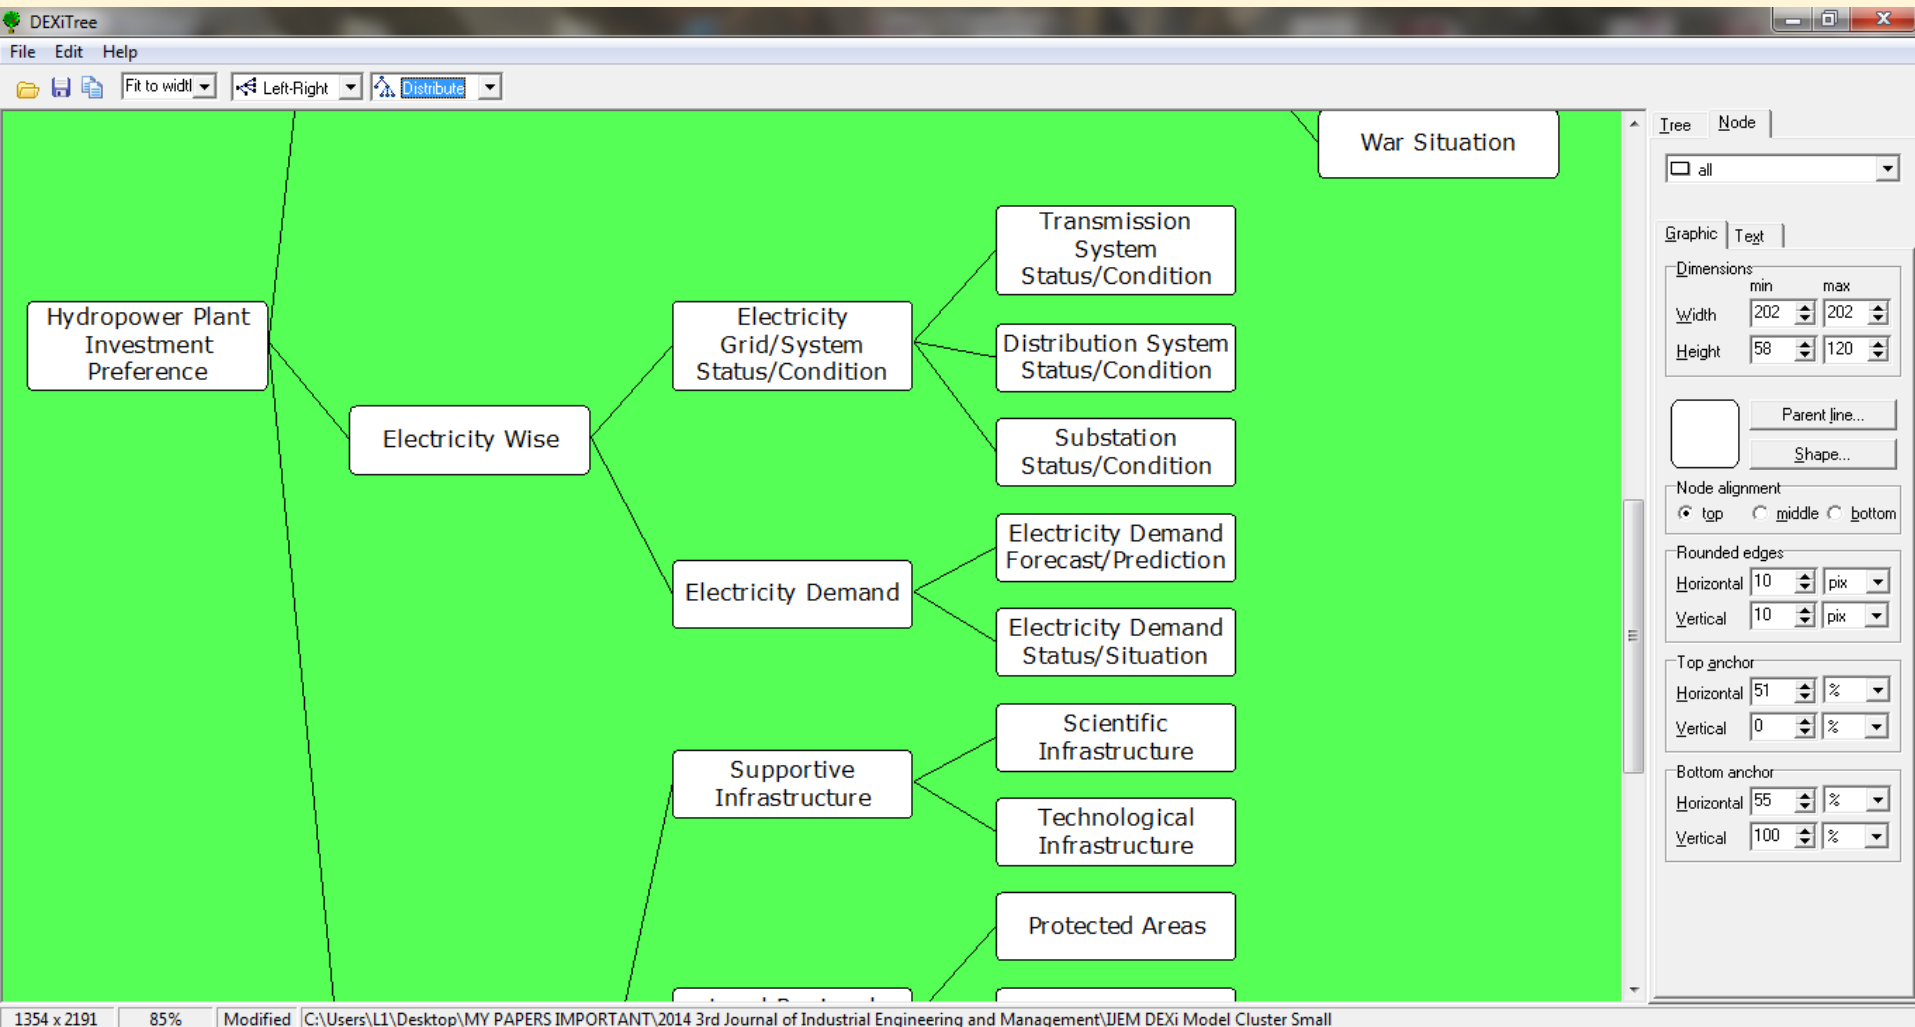 DEXiTree
File Edit Help
Fit to widtl Left-Right Distribute
War Situation
Transmission
System
Status/Condition
Hydropower Plant
Investment
Preference
Electricity
Grid/System
Status/Condition
Distribution System
Status/Condition
Electricity Wise
Substation
Status/Condition
Electricity Demand
Forecast/Prediction
Electricity Demand
Electricity Demand
Status/Situation
Scientific
Infrastructure
Supportive
Infrastructure
Technological
Infrastructure
Protected Areas
Tree Node
all
Graphic Text
Dimensions
min max
Width 202 202
Height 58 120
Parent line...
Shape...
Node alignment
top middle bottom
Rounded edges
Horizontal 10 pix
Vertical 10 pix
Top anchor
Horizontal 51 %
Vertical 0 %
Bottom anchor
Horizontal 55 %
Vertical 100 %
1354 x 2191 85% Modified C:\Users\L1\Desktop\MY PAPERS IMPORTANT\2014 3rd Journal of Industrial Engineering and Management\IJEM DEXi Model Cluster Small